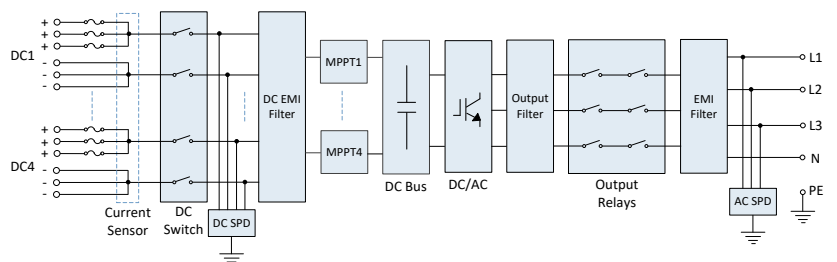 +
+
+
DC1
-
-
-
+
+
+
DC4
-
-
-
Current
Sensor
DC
Switch
DC SPD
DC EMI
Filter
MPPT1
MPPT4
DC Bus
DC/AC
Output
Filter
Output
Relays
EMI
Filter
AC SPD
L1
L2
L3
N
PE